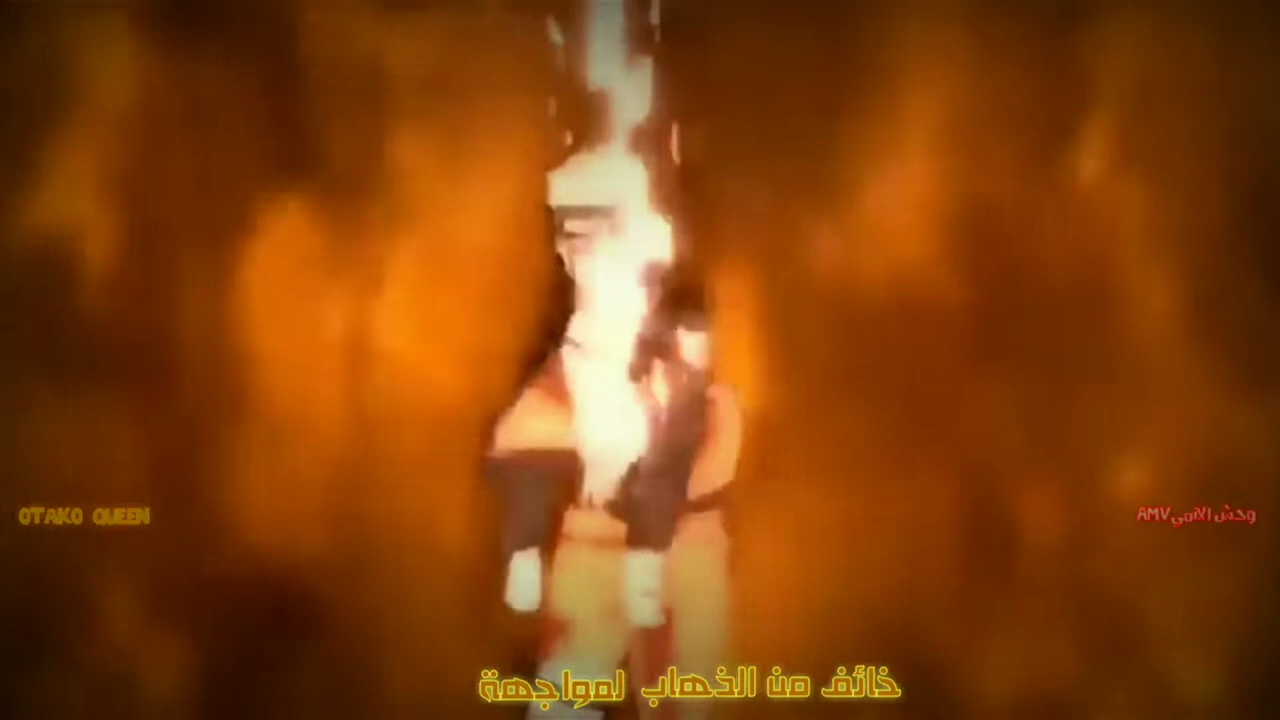 OTAKO QUEEN
وحش الانمي AMV
خائف من الذهاب لمواجهة